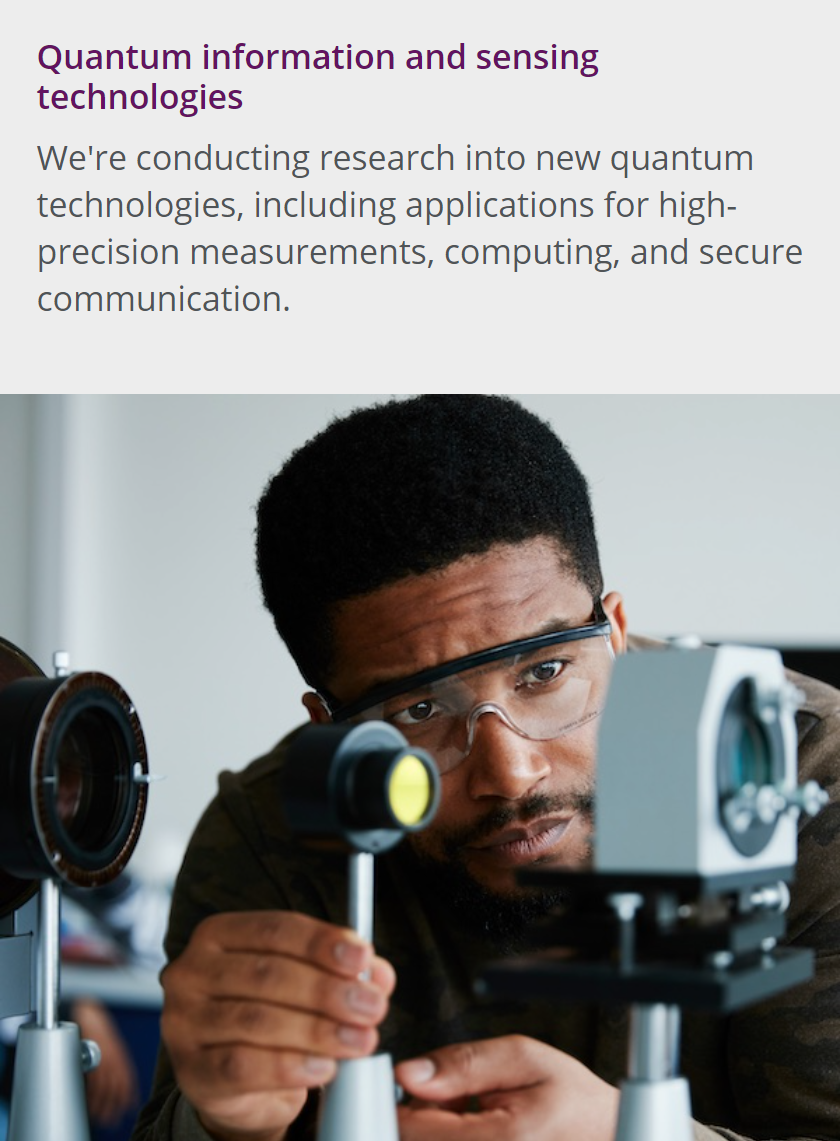 Quantum information and sensing
technologies
We're conducting research into new quantum
technologies, including applications for high-
precision measurements, computing, and secure
communication.